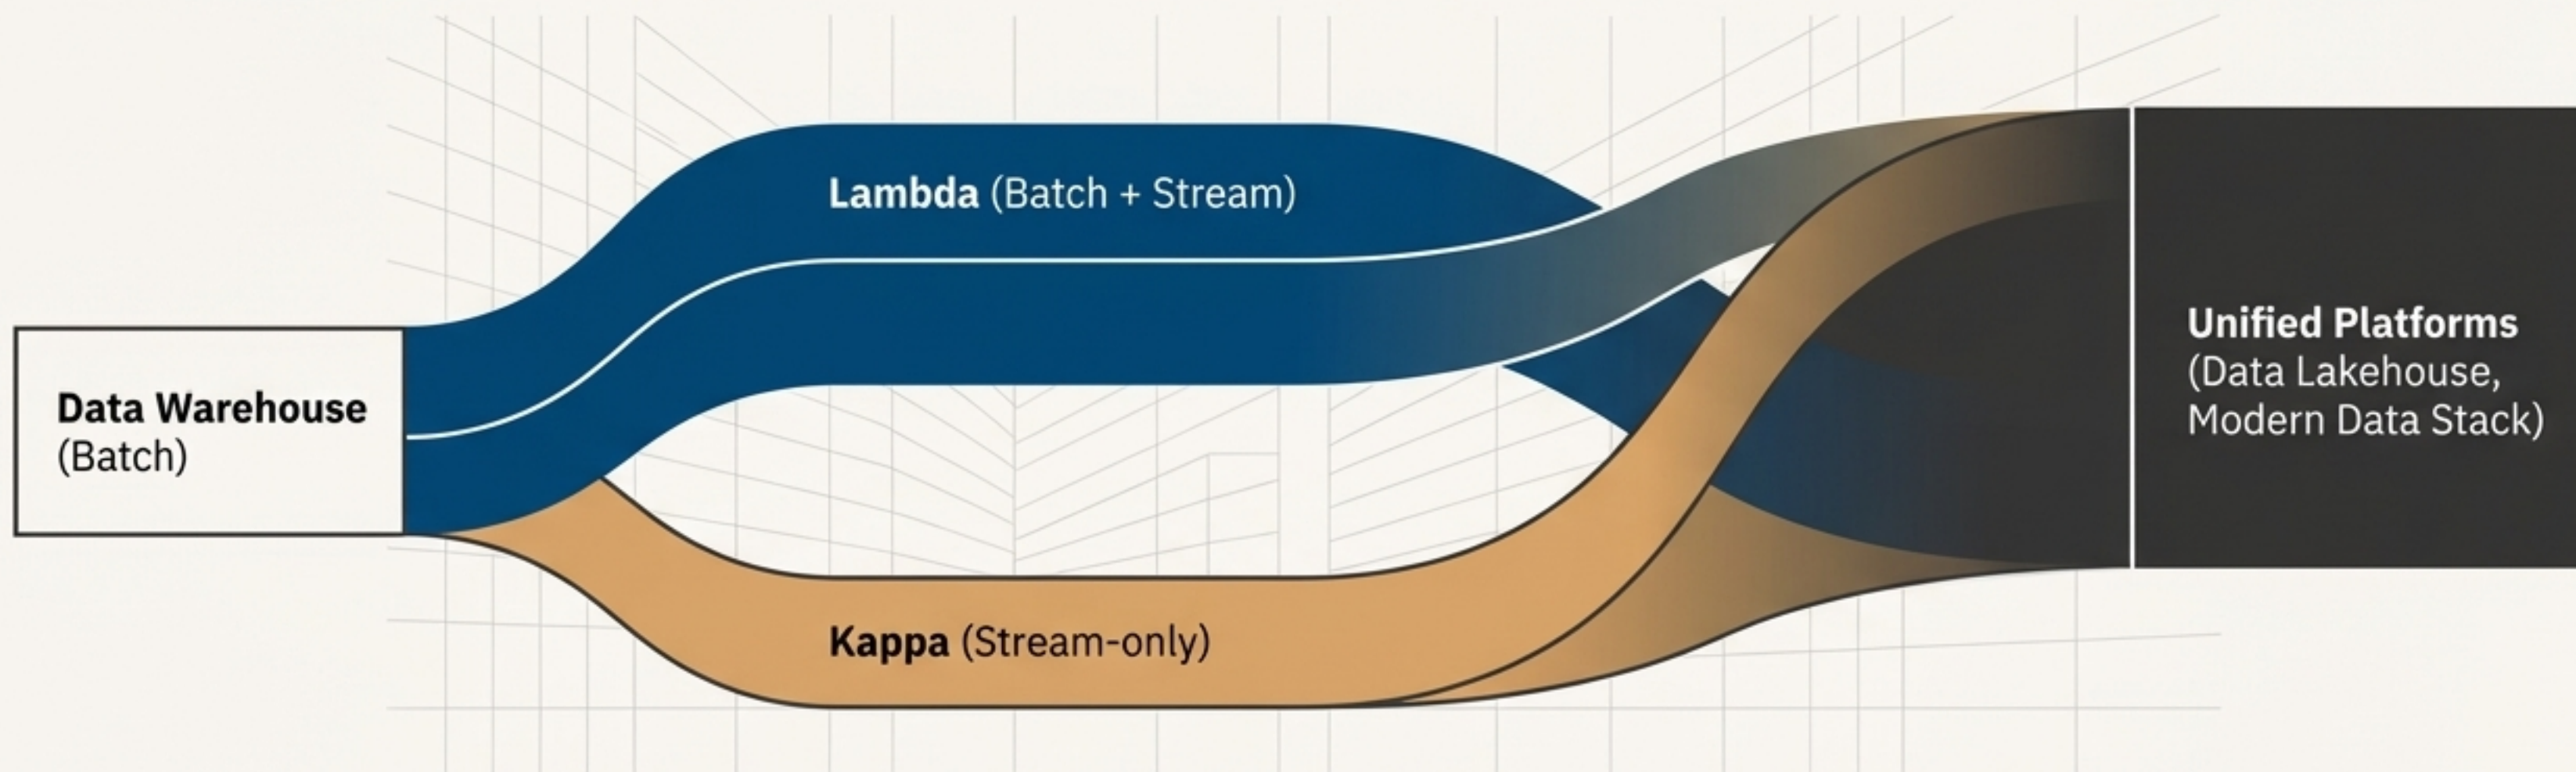 Data Warehouse
(Batch)
Lambda (Batch + Stream)
Kappa (Stream-only)
Unified Platforms
(Data Lakehouse,
Modern Data Stack)